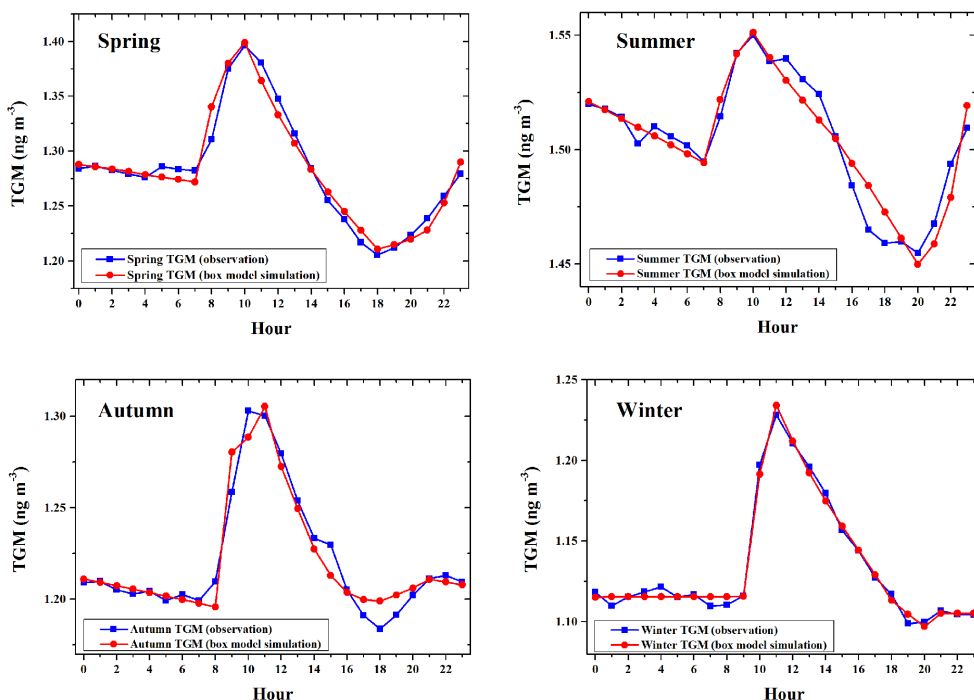 Spring
TGM (ng m⁻³)
1.40
1.30
1.20
Spring TGM (observation)
Spring TGM (box model simulation)
0 2 4 6 8 10 12 14 16 18 20 22
Hour
Summer
TGM (ng m⁻³)
1.55
1.50
1.45
Summer TGM (observation)
Summer TGM (box model simulation)
0 2 4 6 8 10 12 14 16 18 20 22
Hour
Autumn
TGM (ng m⁻³)
1.30
1.25
1.20
Autumn TGM (observation)
Autumn TGM (box model simulation)
0 2 4 6 8 10 12 14 16 18 20 22
Hour
Winter
TGM (ng m⁻³)
1.25
1.20
1.15
1.10
Winter TGM (observation)
Winter TGM (box model simulation)
0 2 4 6 8 10 12 14 16 18 20 22
Hour